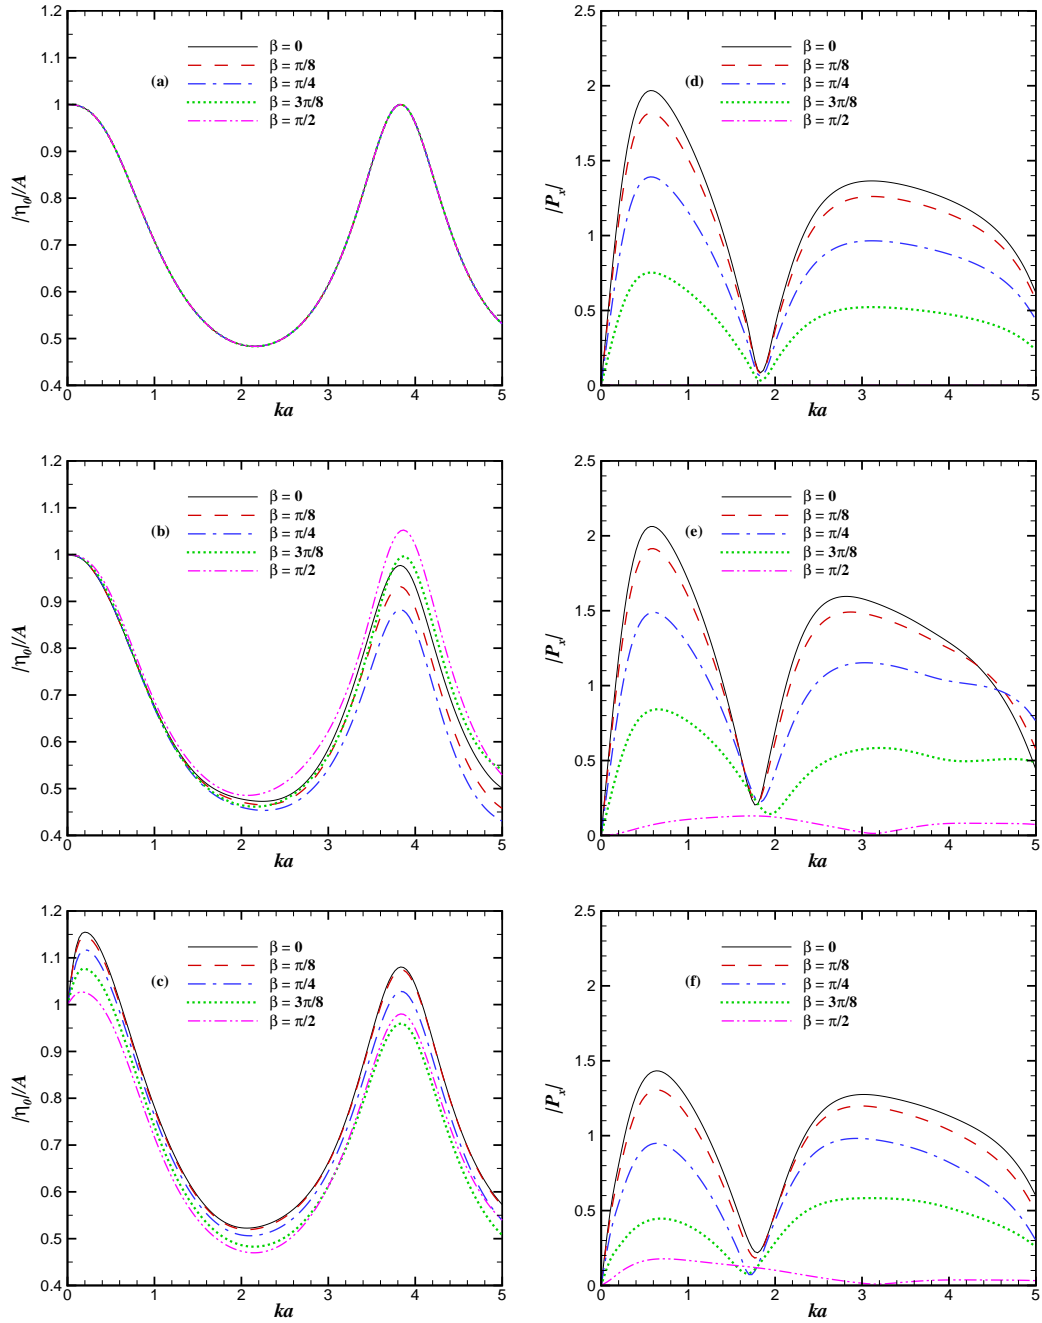 1.2
1.1
1
0.9
0.8
0.7
0.6
0.5
0.4
|η₀|/A
(a)
β = 0
β = π/8
β = π/4
β = 3π/8
β = π/2
0 1 2 3 4 5
ka
2.5
2
1.5
1
0.5
0
|Pₓ|
(d)
β = 0
β = π/8
β = π/4
β = 3π/8
β = π/2
0 1 2 3 4 5
ka
1.2
1.1
1
0.9
0.8
0.7
0.6
0.5
0.4
|η₀|/A
(b)
β = 0
β = π/8
β = π/4
β = 3π/8
β = π/2
0 1 2 3 4 5
ka
2.5
2
1.5
1
0.5
0
|Pₓ|
(e)
β = 0
β = π/8
β = π/4
β = 3π/8
β = π/2
0 1 2 3 4 5
ka
1.2
1.1
1
0.9
0.8
0.7
0.6
0.5
0.4
|η₀|/A
(c)
β = 0
β = π/8
β = π/4
β = 3π/8
β = π/2
0 1 2 3 4 5
ka
2.5
2
1.5
1
0.5
0
|Pₓ|
(f)
β = 0
β = π/8
β = π/4
β = 3π/8
β = π/2
0 1 2 3 4 5
ka